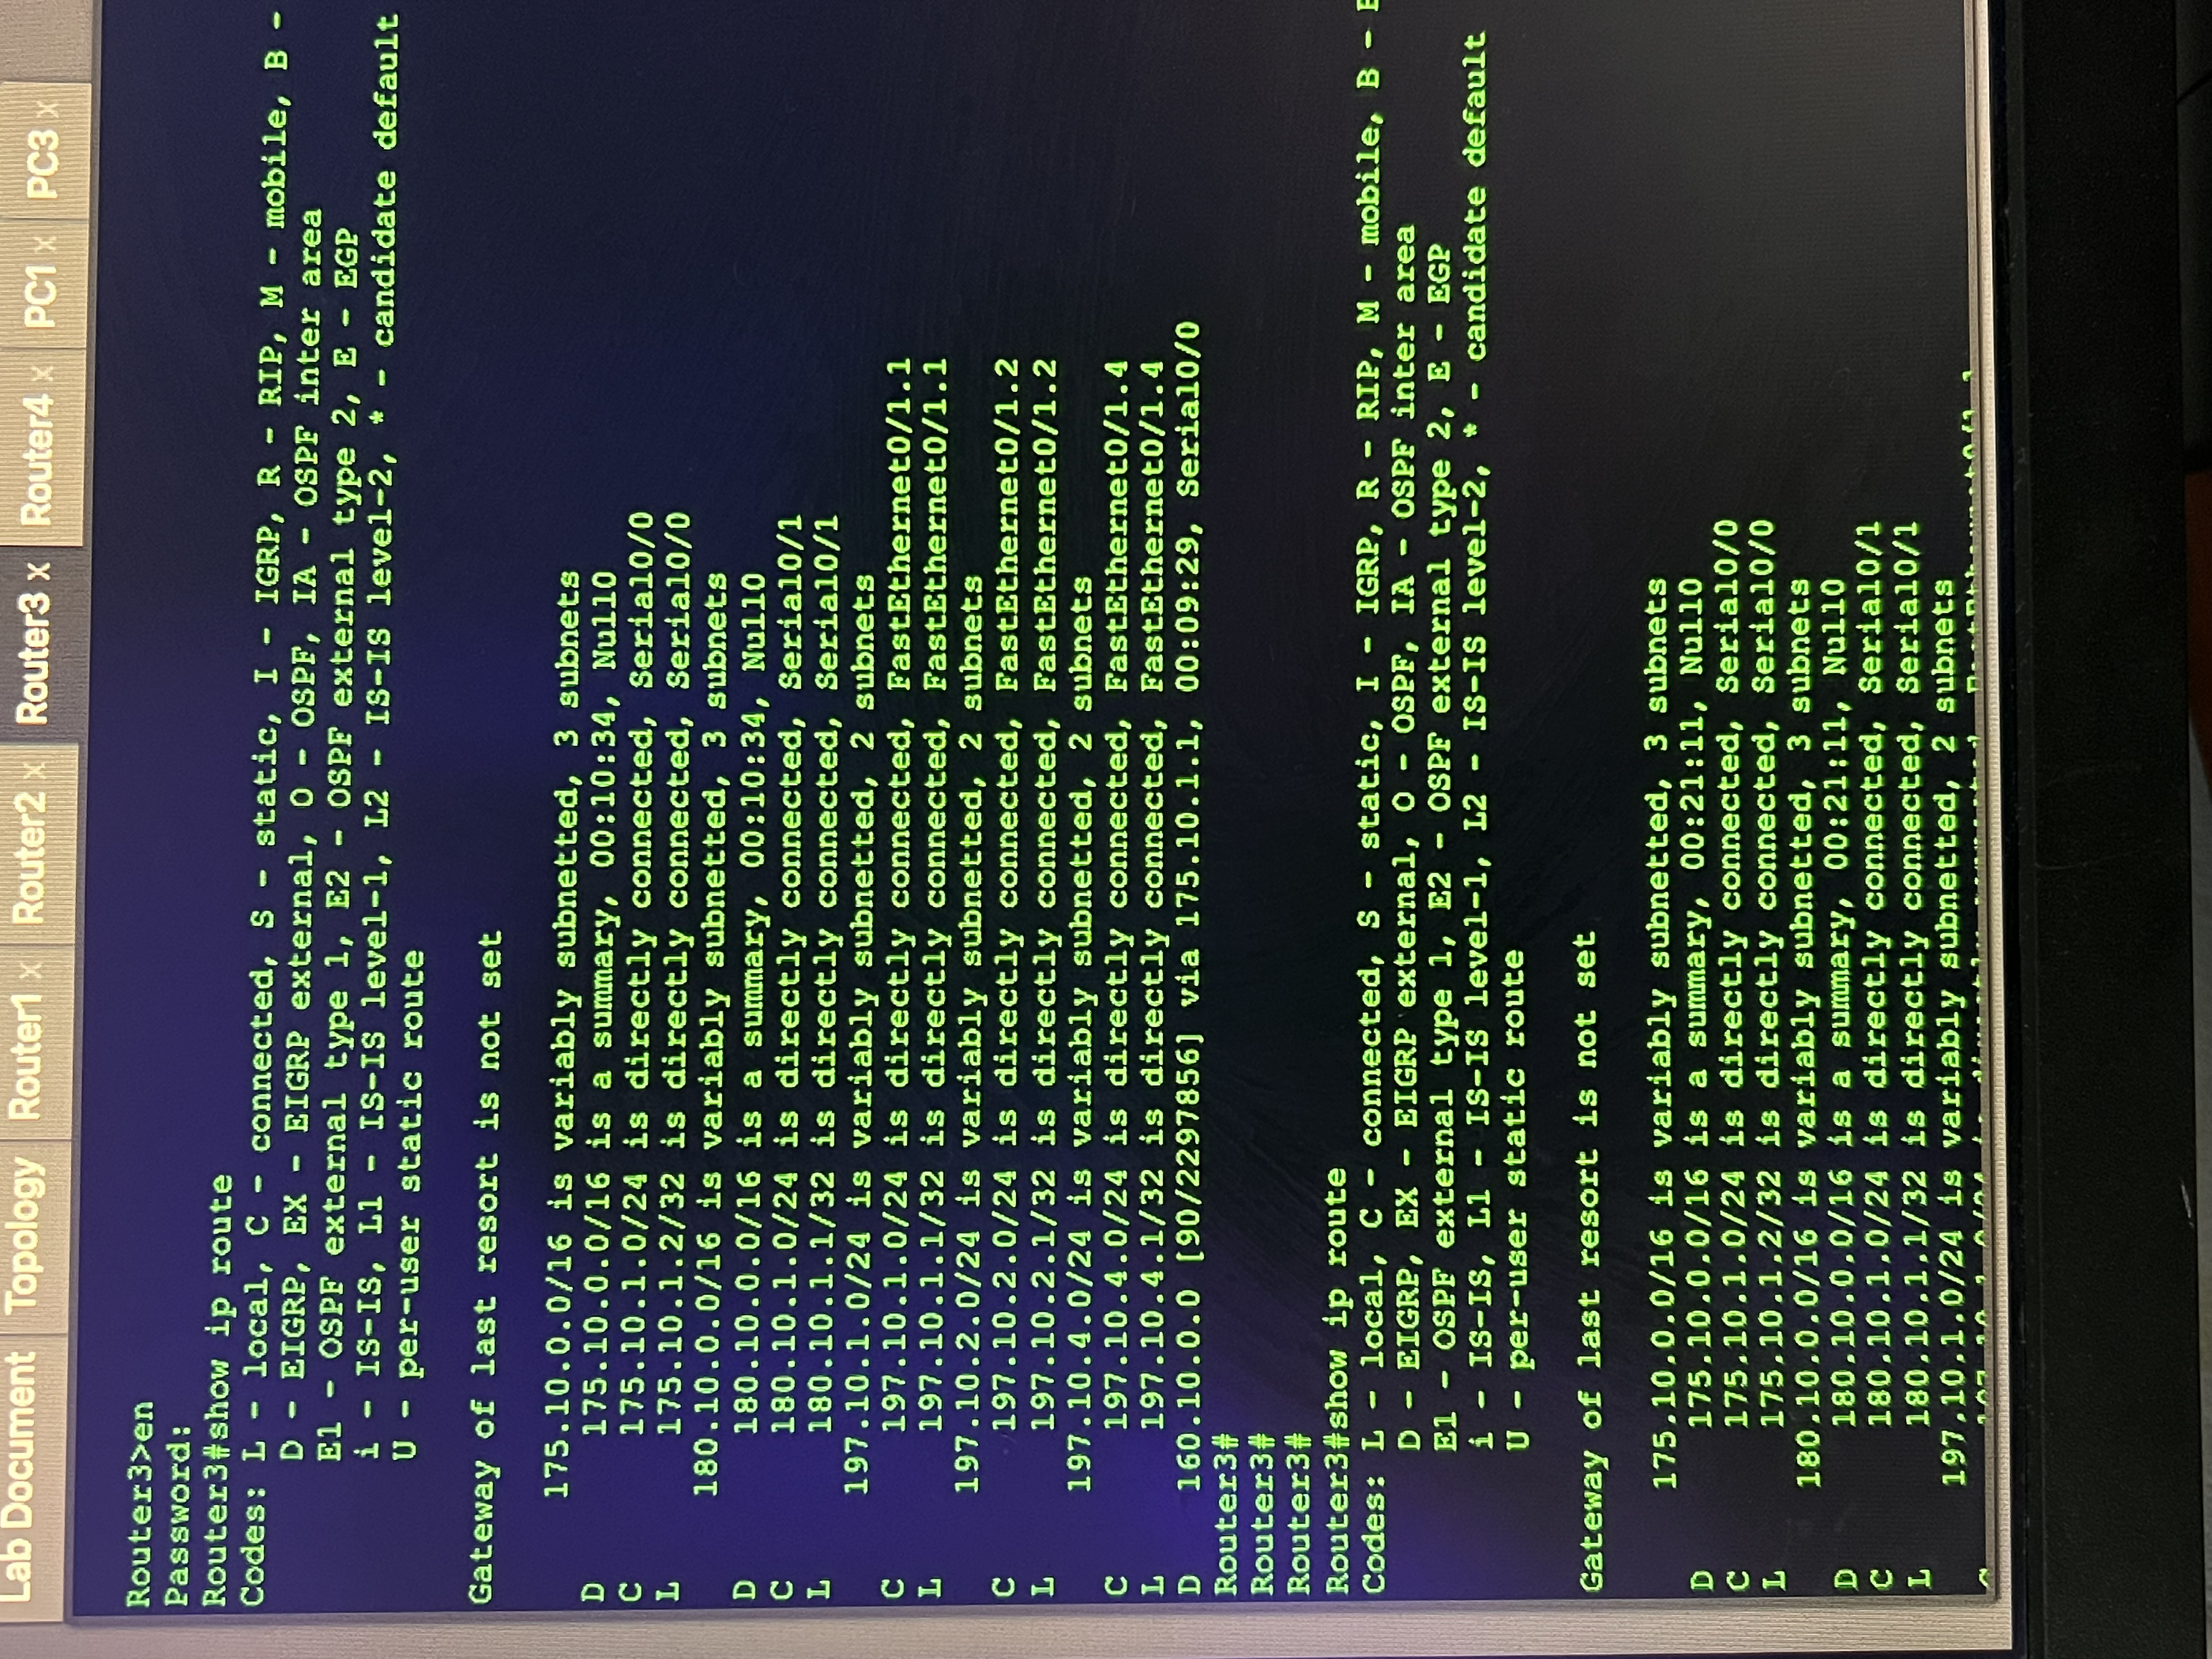 Lab Document Topology Router1 x Router2 x Router3 x Router4 x PC1 x PC3 x
Router3>en
Password:
Router3#show ip route
Codes: L - local, C - connected, S - static, I - IGRP, R - RIP, M - mobile, B -
D - EIGRP, EX - EIGRP external, O - OSPF, IA - OSPF inter area
E1 - OSPF external type 1, E2 - OSPF external type 2, E - EGP
i - IS-IS, L1 - IS-IS level-1, L2 - IS-IS level-2, * - candidate default
U - per-user static route
Gateway of last resort is not set
175.10.0.0/16 is variably subnetted, 3 subnets
D 175.10.0.0/16 is a summary, 00:10:34, Null0
C 175.10.1.0/24 is directly connected, Serial0/0
L 175.10.1.2/32 is directly connected, Serial0/0
180.10.0.0/16 is variably subnetted, 3 subnets
D 180.10.0.0/16 is a summary, 00:10:34, Null0
C 180.10.1.0/24 is directly connected, Serial0/1
L 180.10.1.1/32 is directly connected, Serial0/1
197.10.1.0/24 is variably subnetted, 2 subnets
C 197.10.1.0/24 is directly connected, FastEthernet0/1.1
L 197.10.1.1/32 is directly connected, FastEthernet0/1.1
197.10.2.0/24 is variably subnetted, 2 subnets
C 197.10.2.0/24 is directly connected, FastEthernet0/1.2
L 197.10.2.1/32 is directly connected, FastEthernet0/1.2
197.10.4.0/24 is variably subnetted, 2 subnets
C 197.10.4.0/24 is directly connected, FastEthernet0/1.4
L 197.10.4.1/32 is directly connected, FastEthernet0/1.4
D 160.10.0.0 [90/2297856] via 175.10.1.1, 00:09:29, Serial0/0
Router3#
Router3#
Router3#
Router3#show ip route
Codes: L - local, C - connected, S - static, I - IGRP, R - RIP, M - mobile, B -
D - EIGRP, EX - EIGRP external, O - OSPF, IA - OSPF inter area
E1 - OSPF external type 1, E2 - OSPF external type 2, E - EGP
i - IS-IS, L1 - IS-IS level-1, L2 - IS-IS level-2, * - candidate default
U - per-user static route
Gateway of last resort is not set
175.10.0.0/16 is variably subnetted, 3 subnets
D 175.10.0.0/16 is a summary, 00:21:11, Null0
C 175.10.1.0/24 is directly connected, Serial0/0
L 175.10.1.2/32 is directly connected, Serial0/0
180.10.0.0/16 is variably subnetted, 3 subnets
D 180.10.0.0/16 is a summary, 00:21:11, Null0
C 180.10.1.0/24 is directly connected, Serial0/1
L 180.10.1.1/32 is directly connected, Serial0/1
197.10.1.0/24 is variably subnetted, 2 subnets